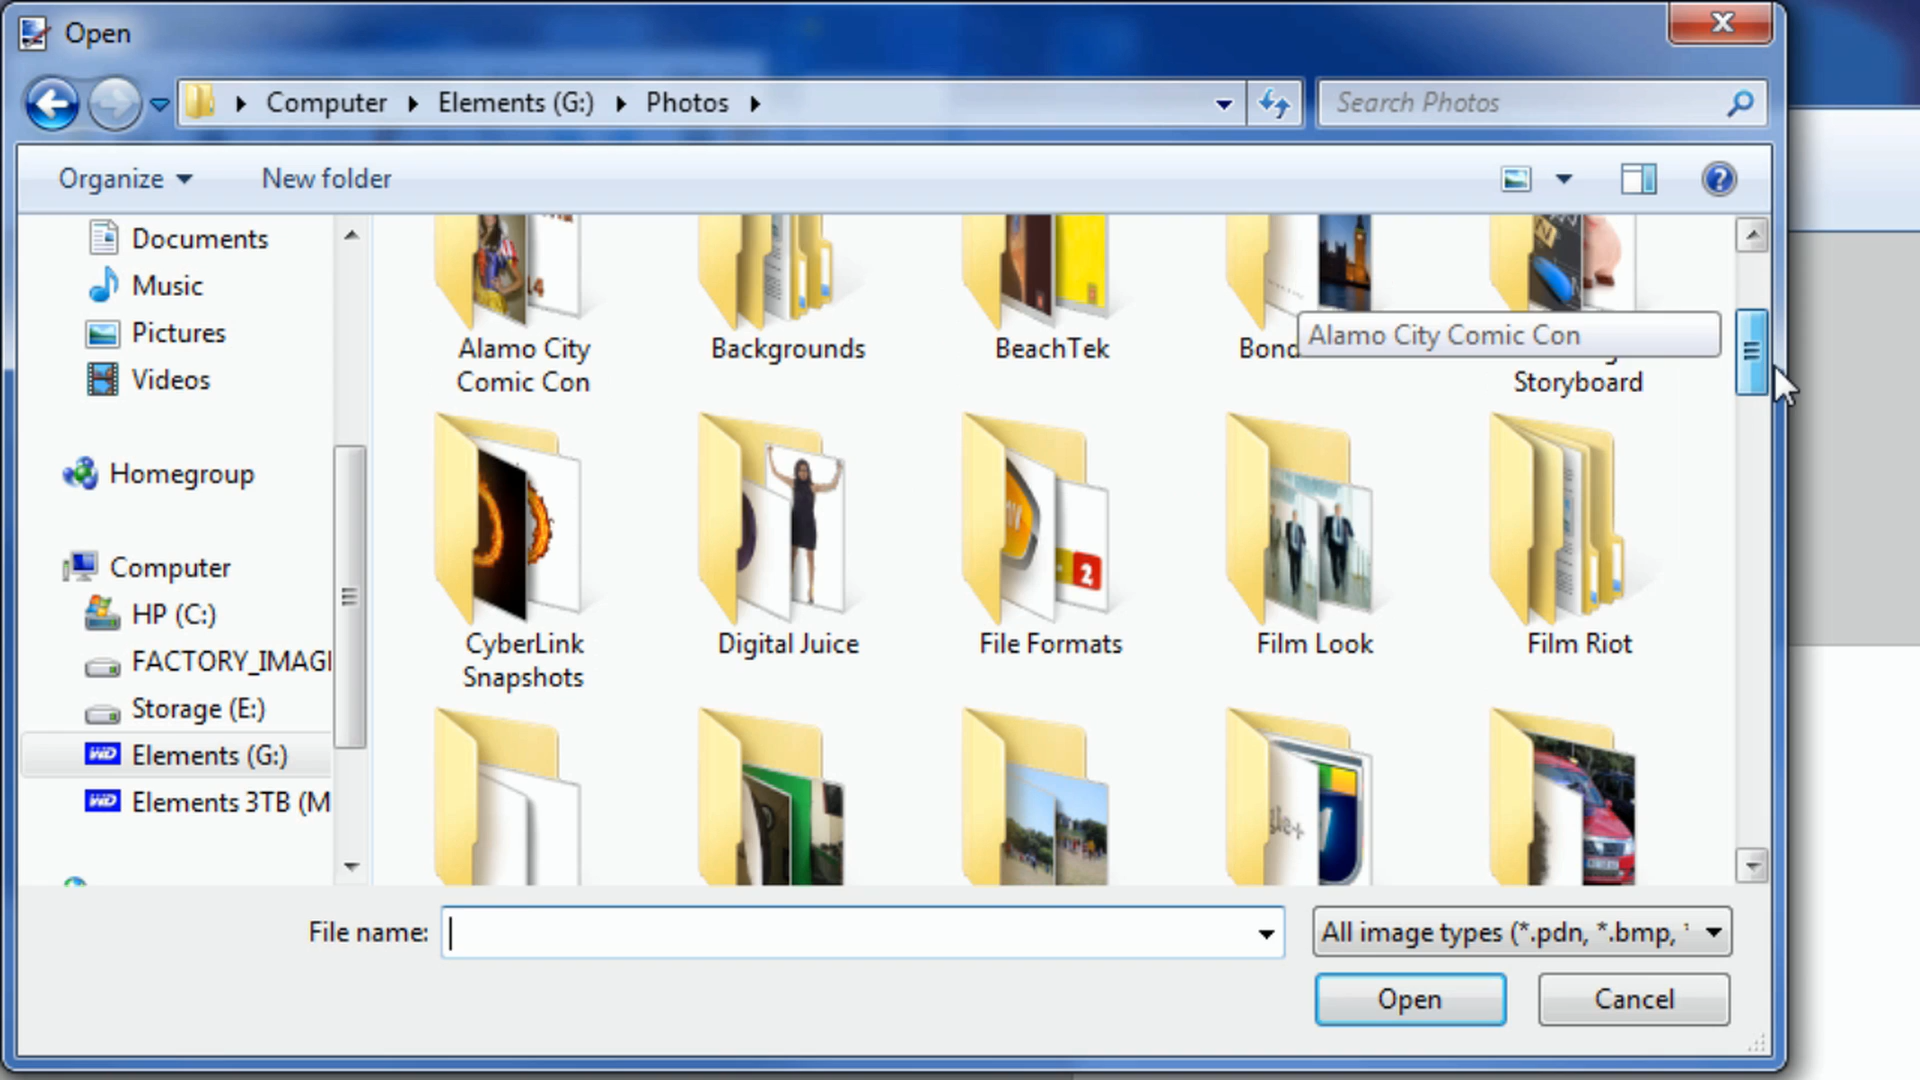 Open
Computer Elements (G:) Photos
Search Photos
Organize
New folder
Documents
Music
Pictures
Videos
Homegroup
Computer
HP (C:)
FACTORY_IMAGI
Storage (E:)
Elements (G:)
Elements 3TB (M
Alamo City
Comic Con
Backgrounds
BeachTek
Bond
Alamo City Comic Con
Storyboard
CyberLink
Snapshots
Digital Juice
File Formats
2
Film Look
Film Riot
File name:
All image types (*.pdn, *.bmp,
Open
Cancel